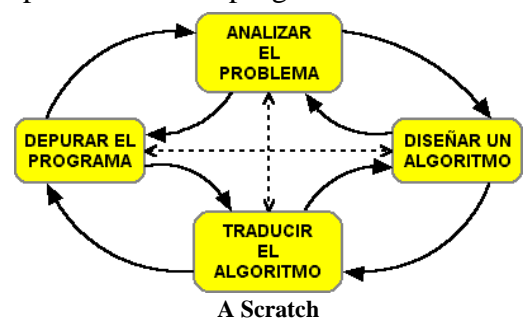 ANALIZAR
EL
PROBLEMA
DEPURAR EL
PROGRAMA
DISEÑAR UN
ALGORITMO
TRADUCIR
EL
ALGORITMO
A Scratch